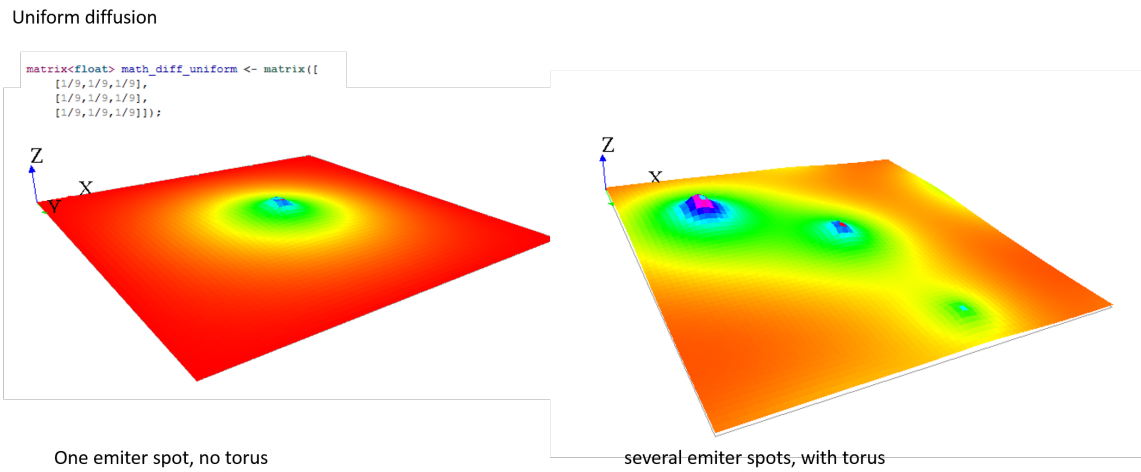 Uniform diffusion
matrix<float> math_diff_uniform <- matrix([
[1/9,1/9,1/9],
[1/9,1/9,1/9],
[1/9,1/9,1/9]]);
Z
X
Y
Z
X
One emiter spot, no torus
several emiter spots, with torus